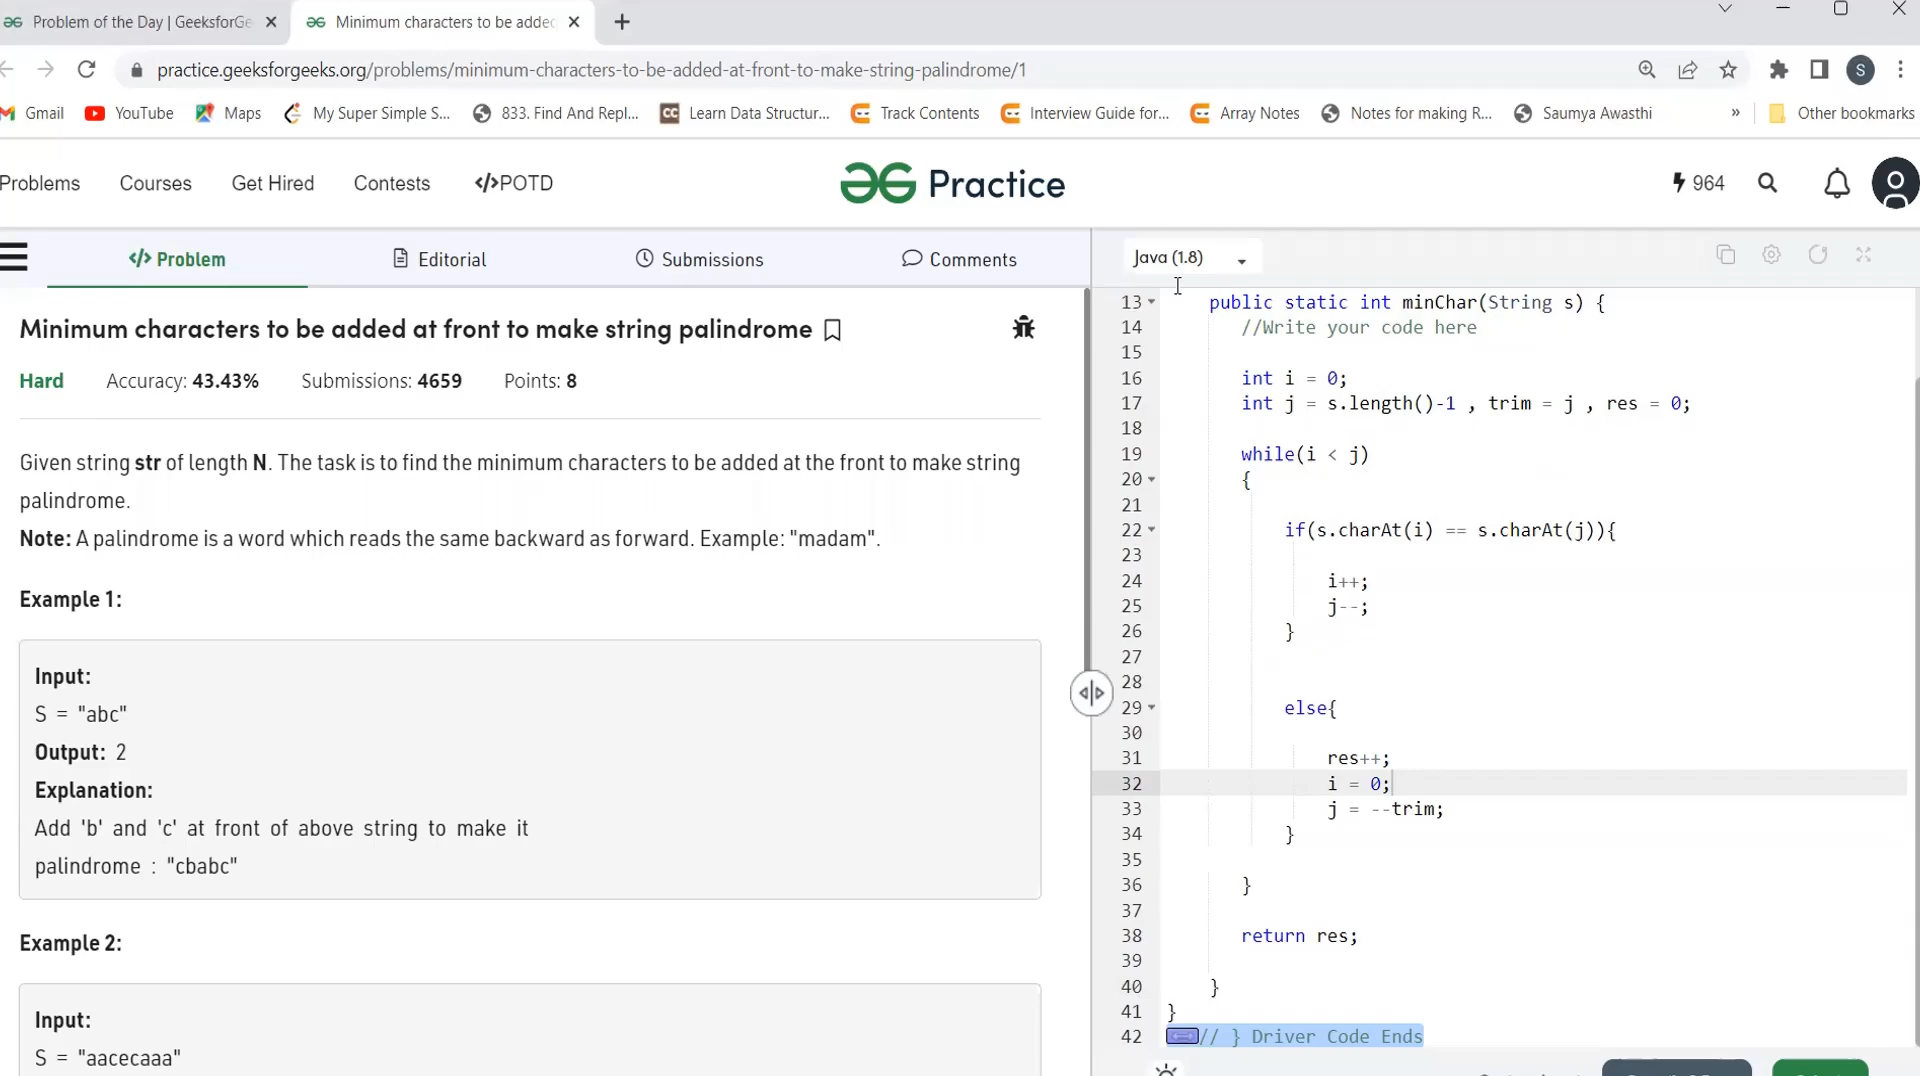 Problem of the Day | GeeksforGe
Minimum characters to be adde
practice.geeksforgeeks.org/problems/minimum-characters-to-be-added-at-front-to-make-string-palindrome/1
S
Gmail
YouTube
Maps
My Super Simple S...
833. Find And Repl...
CC
Learn Data Structur...
Track Contents
Interview Guide for...
Array Notes
Notes for making R...
Saumya Awasthi
»
Other bookmarks
Problems
Courses
Get Hired
Contests
</>POTD
Practice
964
</> Problem
Editorial
Submissions
Comments
Java (1.8)
Minimum characters to be added at front to make string palindrome
Hard Accuracy: 43.43% Submissions: 4659 Points: 8
Given string str of length N. The task is to find the minimum characters to be added at the front to make string
palindrome.
Note: A palindrome is a word which reads the same backward as forward. Example: "madam".
Example 1:
Input:
S = "abc"
Output: 2
Explanation:
Add 'b' and 'c' at front of above string to make it
palindrome : "cbabc"
Example 2:
Input:
S = "aacecaaa"
13 public static int minChar(String s) {
14 //Write your code here
15
16 int i = 0;
17 int j = s.length()-1 , trim = j , res = 0;
18
19 while(i < j)
20 {
21
22 if(s.charAt(i) == s.charAt(j)){
23
24 i++;
25 j--;
26 }
27
28
29 else{
30
31 res++;
32 i = 0;
33 j = --trim;
34 }
35
36 }
37
38 return res;
39
40 }
41 }
42 // } Driver Code Ends